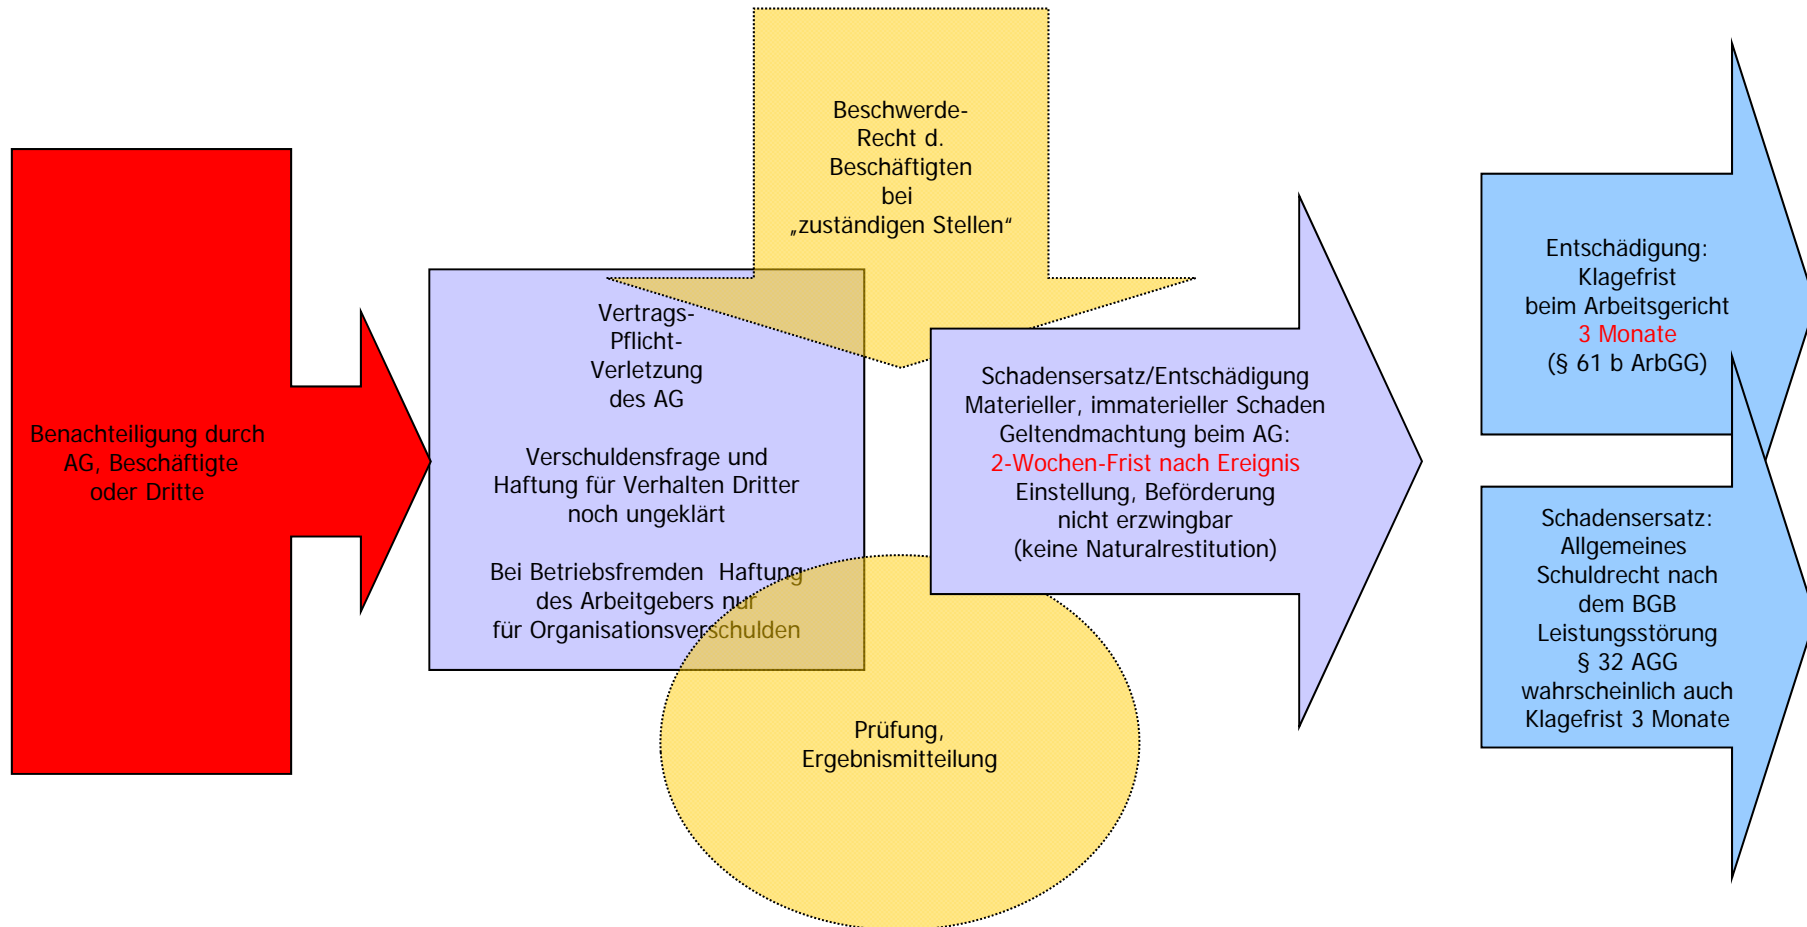 Benachteiligung durch
AG, Beschäftigte
oder Dritte
Vertrags-
Pflicht-
Verletzung
des AG
Verschuldensfrage und
Haftung für Verhalten Dritter
noch ungeklärt
Bei Betriebsfremden  Haftung
des Arbeitgebers nur
für Organisationsverschulden
Beschwerde-
Recht d.
Beschäftigten
bei
„zuständigen Stellen“
Prüfung,
Ergebnismitteilung
Schadensersatz/Entschädigung
Materieller, immaterieller Schaden
Geltendmachtung beim AG:
2-Wochen-Frist nach Ereignis
Einstellung, Beförderung
nicht erzwingbar
(keine Naturalrestitution)
Entschädigung:
Klagefrist
beim Arbeitsgericht
3 Monate
(§ 61 b ArbGG)
Schadensersatz:
Allgemeines
Schuldrecht nach
dem BGB
Leistungsstörung
§ 32 AGG
wahrscheinlich auch
Klagefrist 3 Monate